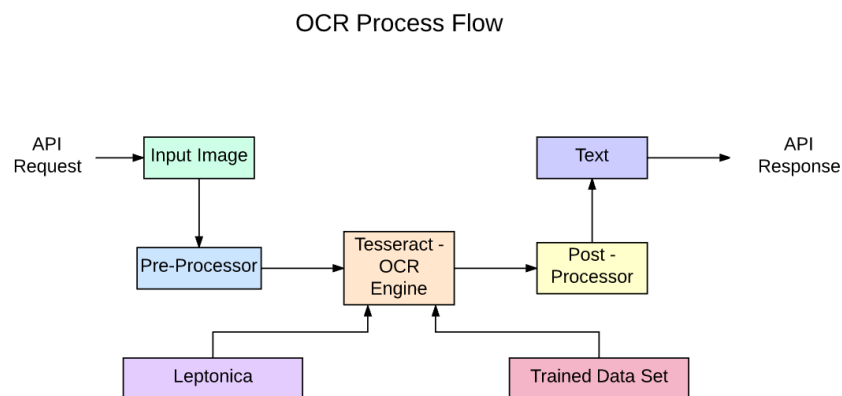 OCR Process Flow
API
Request
Input Image
Text
API
Response
Pre-Processor
Tesseract -
OCR
Engine
Post -
Processor
Leptonica
Trained Data Set